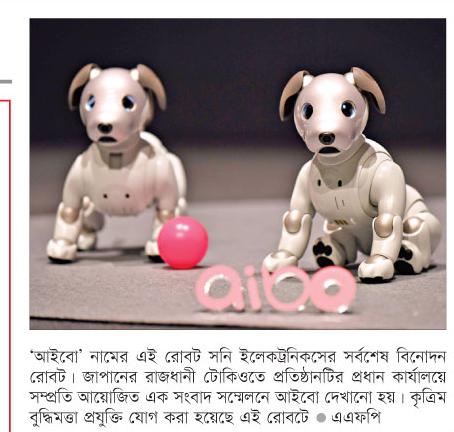 aibo
'আইবো' নামের এই রোবট সনি ইলেকট্রনিকসের সর্বশেষ বিনোদন
রোবট। জাপানের রাজধানী টোকিওতে প্রতিষ্ঠানটির প্রধান কার্যালয়ে
সম্প্রতি আয়োজিত এক সংবাদ সম্মেলনে আইবো দেখানো হয়। কৃত্রিম
বুদ্ধিমত্তা প্রযুক্তি যোগ করা হয়েছে এই রোবটে ● এএফপি